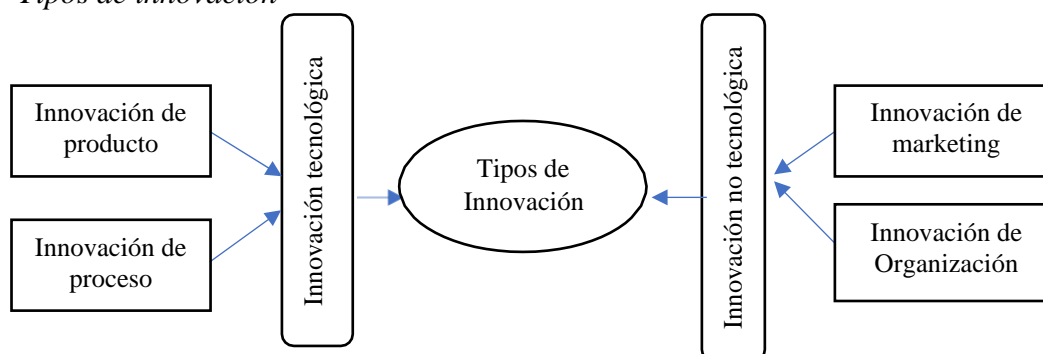 Tipos de innovación
Innovación de
producto
Innovación de
proceso
Innovación tecnológica
Tipos de
Innovación
Innovación no tecnológica
Innovación de
marketing
Innovación de
Organización